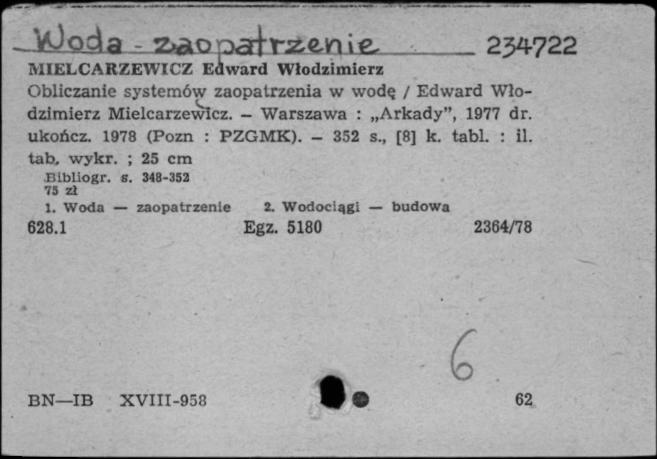 Woda - zaopatrzenie 234722
MIELCARZEWICZ Edward Włodzimierz
Obliczanie systemów zaopatrzenia w wodę / Edward Wło-
dzimierz Mielcarzewicz. — Warszawa : „Arkady”, 1977 dr.
ukończ. 1978 (Pozn : PZGMK). — 352 s., [8] k. tabl. : il.
tab. wykr. ; 25 cm
Bibliogr. s. 348-352
75 zł
1. Woda — zaopatrzenie 2. Wodociągi — budowa
628.1 Egz. 5180 2364/78
6
BN—IB XVIII-958 62